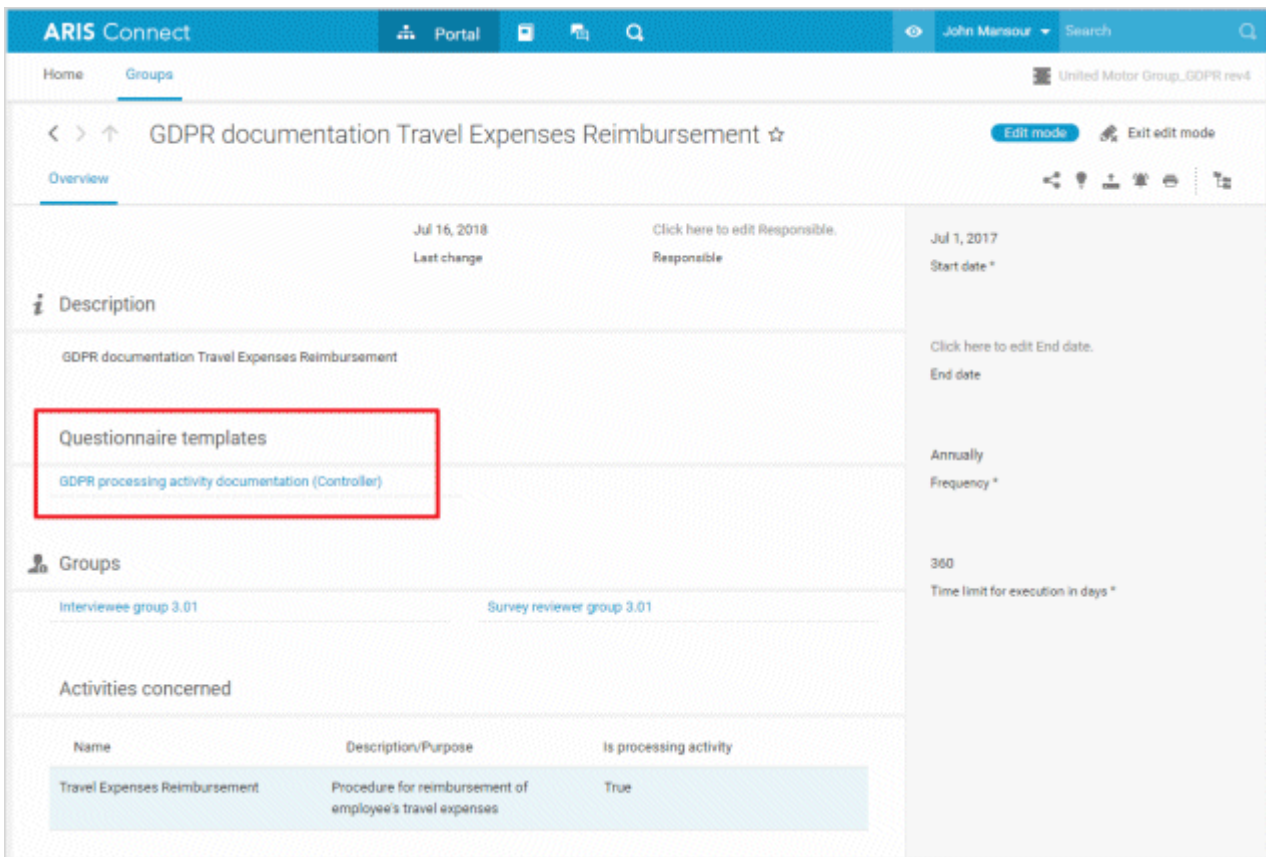 ARIS Connect
Portal
John Mansour
Search
Home
Groups
United Motor Group_GDPR rev4
GDPR documentation Travel Expenses Reimbursement
Edit mode
Exit edit mode
Overview
Jul 16, 2018
Click here to edit Responsible.
Last change
Responsible
Jul 1, 2017
Start date *
Description
GDPR documentation Travel Expenses Reimbursement
Click here to edit End date.
End date
Questionnaire templates
GDPR processing activity documentation (Controller)
Annually
Frequency *
Groups
Interviewee group 3.01
Survey reviewer group 3.01
360
Time limit for execution in days *
Activities concerned
Name Description/Purpose Is processing activity
Travel Expenses Reimbursement Procedure for reimbursement of True
employee's travel expenses